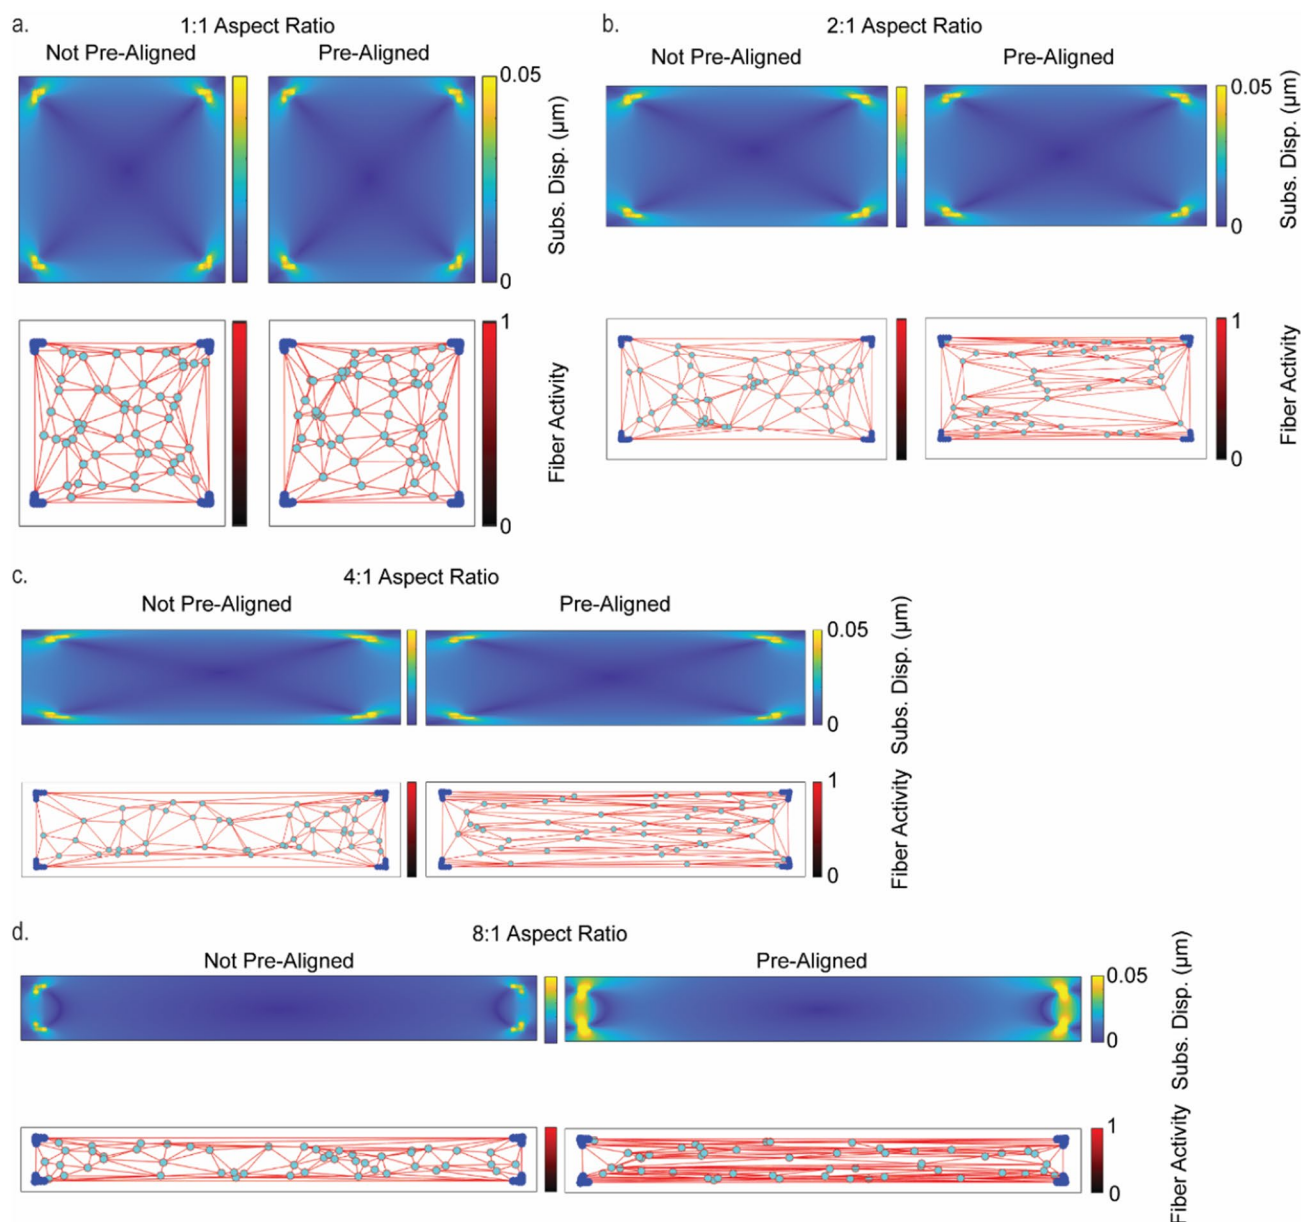 a.
1:1 Aspect Ratio
Not Pre-Aligned
Pre-Aligned
0.05
0
Subs. Disp. (µm)
1
0
Fiber Activity
b.
2:1 Aspect Ratio
Not Pre-Aligned
Pre-Aligned
0.05
0
Subs. Disp. (µm)
1
0
Fiber Activity
c.
4:1 Aspect Ratio
Not Pre-Aligned
Pre-Aligned
0.05
0
Subs. Disp. (µm)
1
0
Fiber Activity
d.
8:1 Aspect Ratio
Not Pre-Aligned
Pre-Aligned
0.05
0
Subs. Disp. (µm)
1
0
Fiber Activity